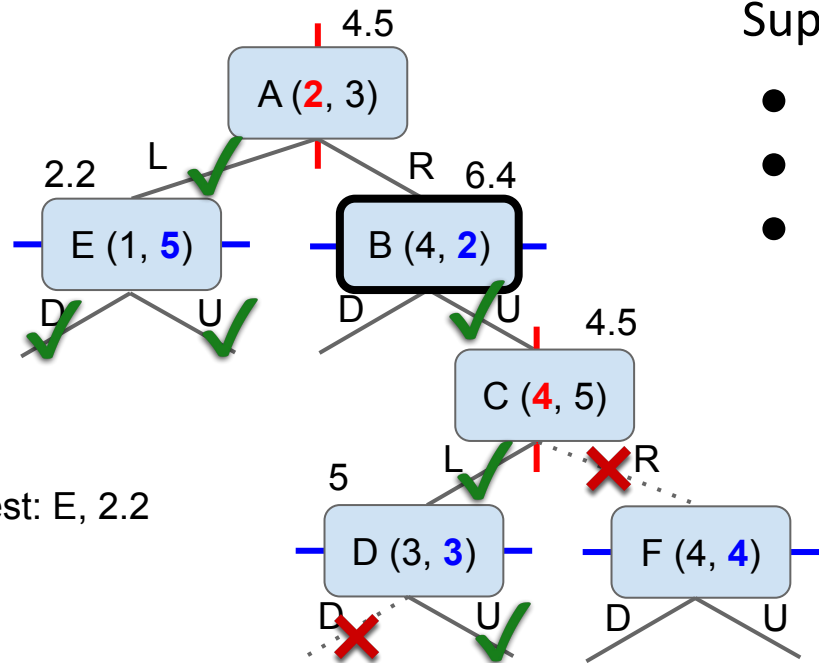 4.5
Sup
A (2, 3)
L
R
2.2
6.4
E (1, 5)
B (4, 2)
D
U
D
U
4.5
C (4, 5)
L
R
5
est: E, 2.2
D (3, 3)
F (4, 4)
D
U
D
U